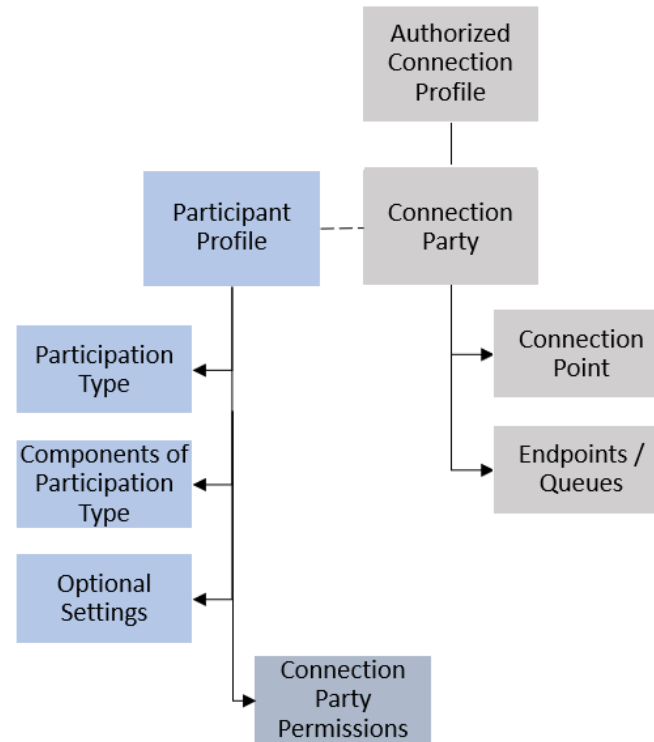 Authorized
Connection
Profile
Participant
Profile
Connection
Party
Participation
Type
Connection
Point
Components of
Participation
Type
Endpoints /
Queues
Optional
Settings
Connection
Party
Permissions